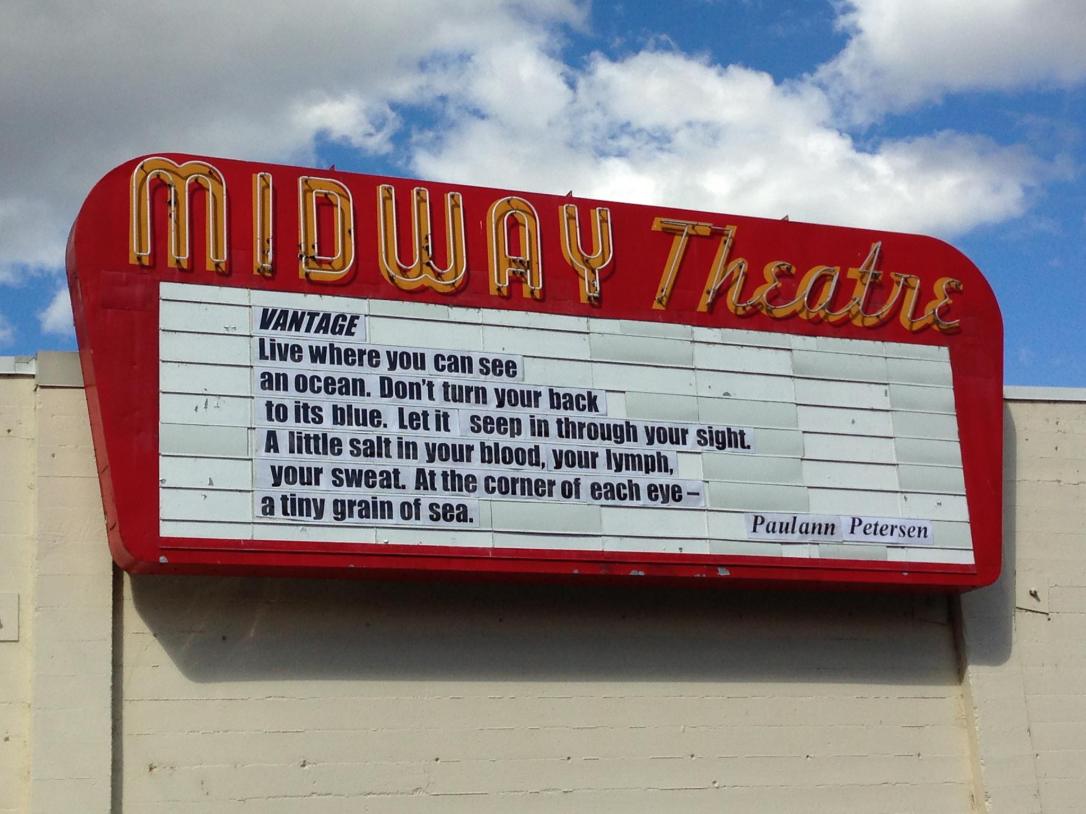 MIDWAY Theatre
VANTAGE
Live where you can see
an ocean. Don't turn your back
to its blue. Let it seep in through your sight.
A little salt in your blood, your lymph,
your sweat. At the corner of each eye –
a tiny grain of sea.
Paulann Petersen